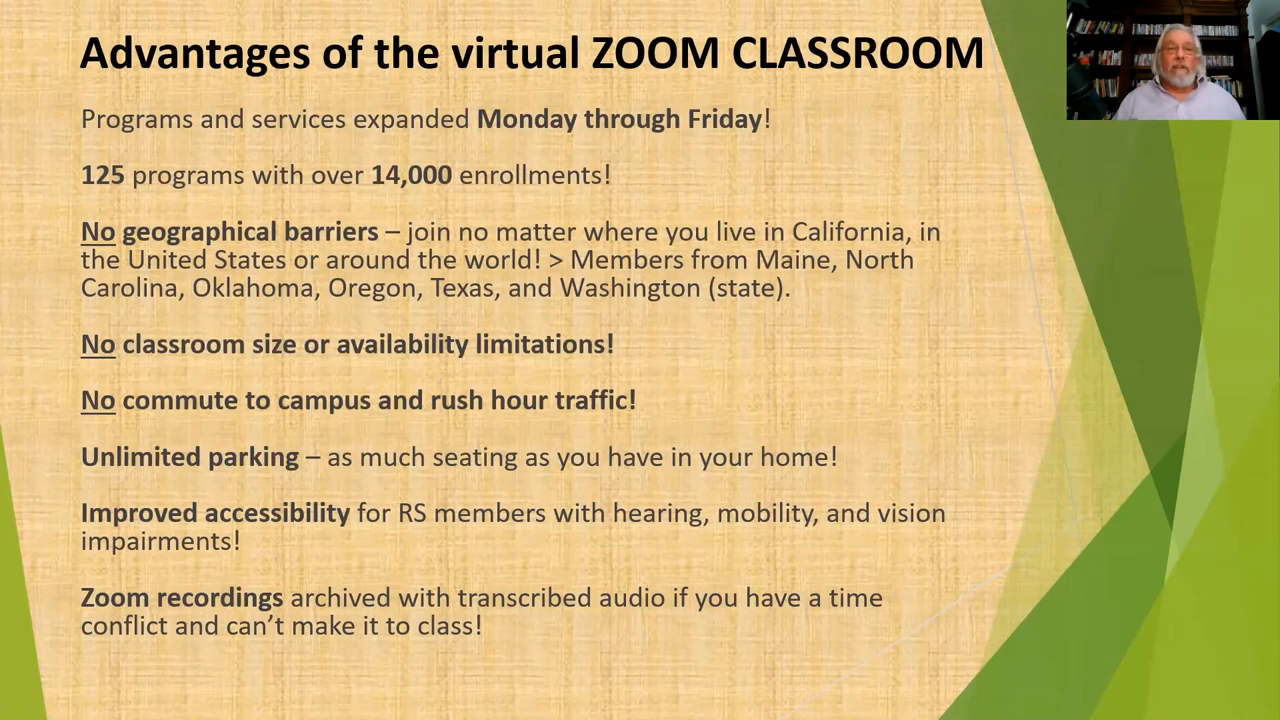 Advantages of the virtual ZOOM CLASSROOM
Programs and services expanded Monday through Friday!
125 programs with over 14,000 enrollments!
No geographical barriers – join no matter where you live in California, in
the United States or around the world! > Members from Maine, North
Carolina, Oklahoma, Oregon, Texas, and Washington (state).
No classroom size or availability limitations!
No commute to campus and rush hour traffic!
Unlimited parking – as much seating as you have in your home!
Improved accessibility for RS members with hearing, mobility, and vision
impairments!
Zoom recordings archived with transcribed audio if you have a time
conflict and can’t make it to class!